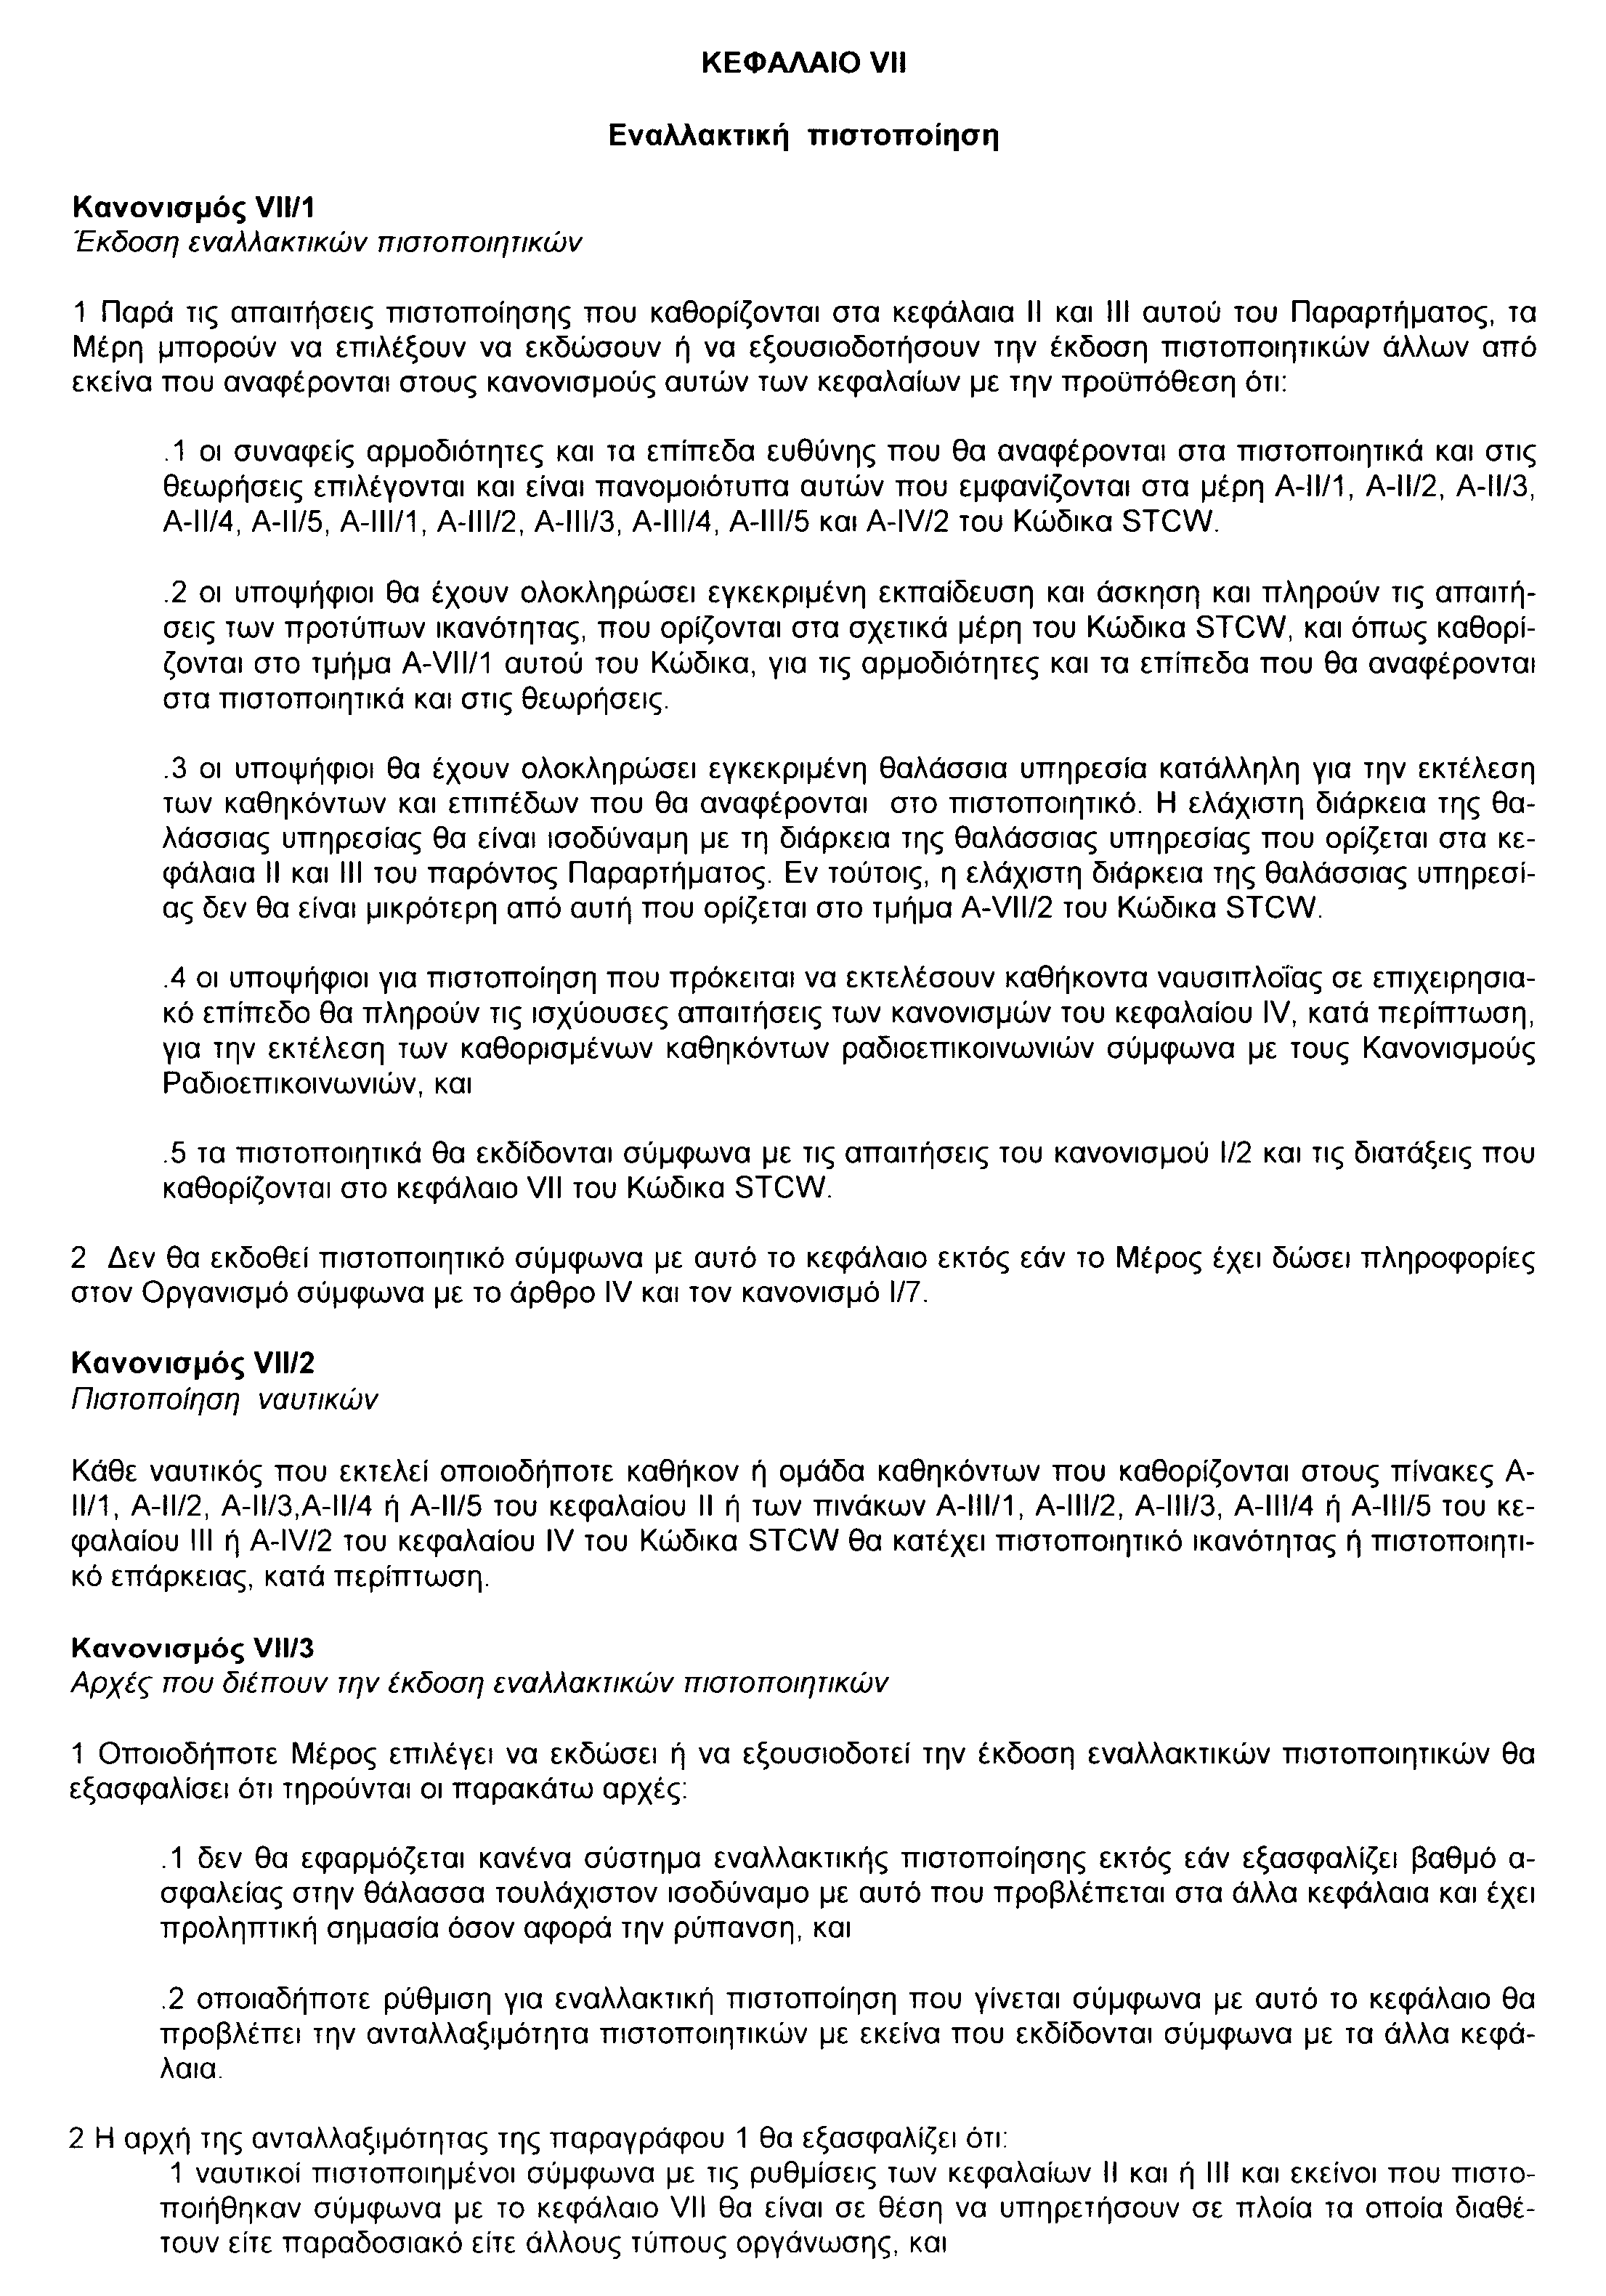 ΚΕΦΑΛΑΙΟ VII
Εναλλακτική πιστοποίηση
Κανονισμός VII/1
Έκδοση εναλλακτικών πιστοποιητικών
1 Παρά τις απαιτήσεις πιστοποίησης που καθορίζονται στα κεφάλαια II και III αυτού του Παραρτήματος, τα
Μέρη μπορούν να επιλέξουν να εκδώσουν ή να εξουσιοδοτήσουν την έκδοση πιστοποιητικών άλλων από
εκείνα που αναφέρονται στους κανονισμούς αυτών των κεφαλαίων με την προϋπόθεση ότι:
.1 οι συναφείς αρμοδιότητες και τα επίπεδα ευθύνης που θα αναφέρονται στα πιστοποιητικά και στις
θεωρήσεις επιλέγονται και είναι πανομοιότυπα αυτών που εμφανίζονται στα μέρη A-II/1, A-II/2, A-II/3,
A-II/4, A-II/5, A-III/1, A-III/2, A-III/3, A-III/4, A-III/5 και A-IV/2 του Κώδικα STCW.
.2 οι υποψήφιοι θα έχουν ολοκληρώσει εγκεκριμένη εκπαίδευση και άσκηση και πληρούν τις απαιτή-
σεις των προτύπων ικανότητας, που ορίζονται στα σχετικά μέρη του Κώδικα STCW, και όπως καθορί-
ζονται στο τμήμα A-VII/1 αυτού του Κώδικα, για τις αρμοδιότητες και τα επίπεδα που θα αναφέρονται
στα πιστοποιητικά και στις θεωρήσεις.
.3 οι υποψήφιοι θα έχουν ολοκληρώσει εγκεκριμένη θαλάσσια υπηρεσία κατάλληλη για την εκτέλεση
των καθηκόντων και επιπέδων που θα αναφέρονται στο πιστοποιητικό. Η ελάχιστη διάρκεια της θα-
λάσσιας υπηρεσίας θα είναι ισοδύναμη με τη διάρκεια της θαλάσσιας υπηρεσίας που ορίζεται στα κε-
φάλαια II και III του παρόντος Παραρτήματος. Εν τούτοις, η ελάχιστη διάρκεια της θαλάσσιας υπηρεσί-
ας δεν θα είναι μικρότερη από αυτή που ορίζεται στο τμήμα A-VII/2 του Κώδικα STCW.
.4 οι υποψήφιοι για πιστοποίηση που πρόκειται να εκτελέσουν καθήκοντα ναυσιπλοΐας σε επιχειρησια-
κό επίπεδο θα πληρούν τις ισχύουσες απαιτήσεις των κανονισμών του κεφαλαίου IV, κατά περίπτωση,
για την εκτέλεση των καθορισμένων καθηκόντων ραδιοεπικοινωνιών σύμφωνα με τους Κανονισμούς
Ραδιοεπικοινωνιών, και
.5 τα πιστοποιητικά θα εκδίδονται σύμφωνα με τις απαιτήσεις του κανονισμού I/2 και τις διατάξεις που
καθορίζονται στο κεφάλαιο VII του Κώδικα STCW.
2 Δεν θα εκδοθεί πιστοποιητικό σύμφωνα με αυτό το κεφάλαιο εκτός εάν το Μέρος έχει δώσει πληροφορίες
στον Οργανισμό σύμφωνα με το άρθρο IV και τον κανονισμό I/7.
Κανονισμός VII/2
Πιστοποίηση ναυτικών
Κάθε ναυτικός που εκτελεί οποιοδήποτε καθήκον ή ομάδα καθηκόντων που καθορίζονται στους πίνακες A-
II/1, A-II/2, A-II/3,A-II/4 ή A-II/5 του κεφαλαίου II ή των πινάκων A-III/1, A-III/2, A-III/3, A-III/4 ή A-III/5 του κε-
φαλαίου III ή A-IV/2 του κεφαλαίου IV του Κώδικα STCW θα κατέχει πιστοποιητικό ικανότητας ή πιστοποιητι-
κό επάρκειας, κατά περίπτωση.
Κανονισμός VII/3
Αρχές που διέπουν την έκδοση εναλλακτικών πιστοποιητικών
1 Οποιοδήποτε Μέρος επιλέγει να εκδώσει ή να εξουσιοδοτεί την έκδοση εναλλακτικών πιστοποιητικών θα
εξασφαλίσει ότι τηρούνται οι παρακάτω αρχές:
.1 δεν θα εφαρμόζεται κανένα σύστημα εναλλακτικής πιστοποίησης εκτός εάν εξασφαλίζει βαθμό α-
σφαλείας στην θάλασσα τουλάχιστον ισοδύναμο με αυτό που προβλέπεται στα άλλα κεφάλαια και έχει
προληπτική σημασία όσον αφορά την ρύπανση, και
.2 οποιαδήποτε ρύθμιση για εναλλακτική πιστοποίηση που γίνεται σύμφωνα με αυτό το κεφάλαιο θα
προβλέπει την ανταλλαξιμότητα πιστοποιητικών με εκείνα που εκδίδονται σύμφωνα με τα άλλα κεφά-
λαια.
2 Η αρχή της ανταλλαξιμότητας της παραγράφου 1 θα εξασφαλίζει ότι:
1 ναυτικοί πιστοποιημένοι σύμφωνα με τις ρυθμίσεις των κεφαλαίων II και ή III και εκείνοι που πιστο-
ποιήθηκαν σύμφωνα με το κεφάλαιο VII θα είναι σε θέση να υπηρετήσουν σε πλοία τα οποία διαθέ-
τουν είτε παραδοσιακό είτε άλλους τύπους οργάνωσης, και